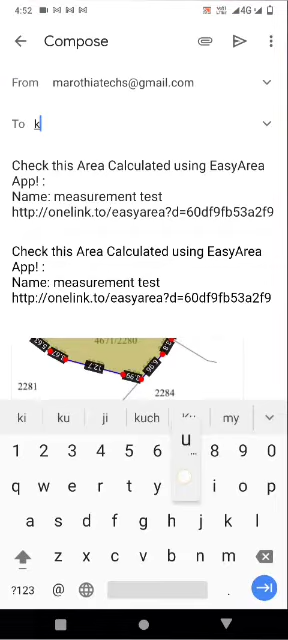 4:52
4G
Compose
From marothiatechs@gmail.com
To k
Check this Area Calculated using EasyArea
App! :
Name: measurement test
http://onelink.to/easyarea?d=60df9fb53a2f9
Check this Area Calculated using EasyArea
App! :
Name: measurement test
http://onelink.to/easyarea?d=60df9fb53a2f9
4671/2280
12.7
2281
2284
ki ku ji kuch my
1 2 3 4 5 6 8 9 0
u
q w e r t y i o p
a s d f g h j k l
z x c v b n m
?123 @ .